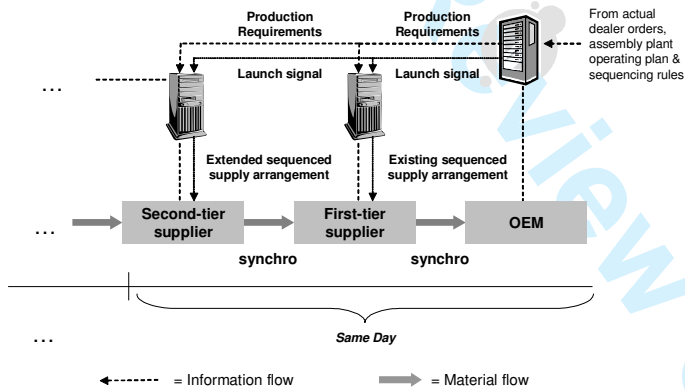 Production Requirements
Production Requirements
From actual dealer orders, assembly plant operating plan & sequencing rules
Launch signal
Launch signal
...
Extended sequenced supply arrangement
Existing sequenced supply arrangement
...
Second-tier supplier
First-tier supplier
OEM
synchro
synchro
...
Same Day
= Information flow
= Material flow